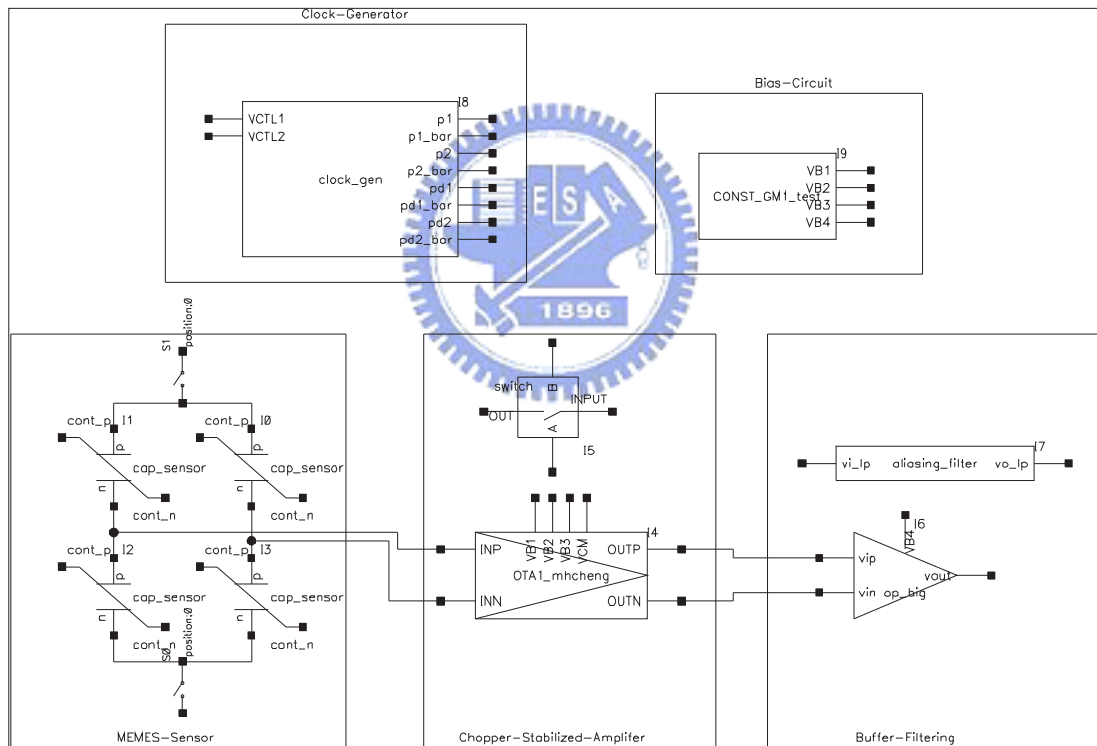 Clock-Generator
I8
VCTL1
VCTL2
clock_gen
p1
p1_bar
p2
p2_bar
pd1
pd1_bar
pd2
pd2_bar
Bias-Circuit
I9
CONST_GM1_test
VB1
VB2
VB3
VB4
E S A
1896
S1
position:0
cont_p
I1
p
cap_sensor
n
cont_n
cont_p
I0
p
cap_sensor
n
cont_n
cont_p
I2
p
cap_sensor
n
cont_n
cont_p
I3
p
cap_sensor
n
cont_n
S0
position:0
MEMES-Sensor
switch
B
OUT
INPUT
A
I5
I4
VB1
VB2
VB3
VCM
INP
INN
OTA1_mhcheng
OUTP
OUTN
Chopper-Stabilized-Amplifer
I7
vi_lp
aliasing_filter
vo_lp
I6
VB4
vip
vin
op_big
vout
Buffer-Filtering